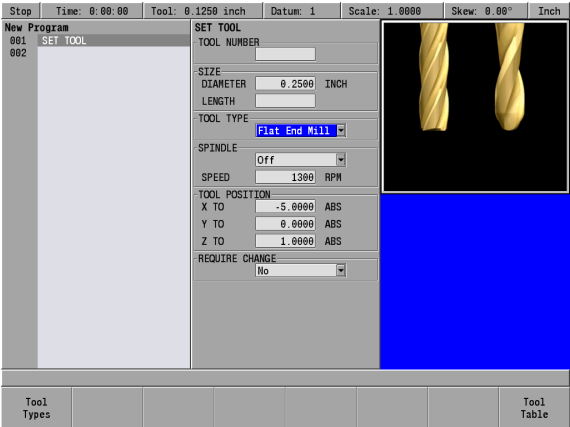 Stop Time: 0:00:00 Tool: 0.1250 inch Datum: 1 Scale: 1.0000 Skew: 0.00° Inch
New Program
001 SET TOOL
002
SET TOOL
TOOL NUMBER
SIZE
DIAMETER 0.2500 INCH
LENGTH
TOOL TYPE
Flat End Mill
SPINDLE
Off
SPEED 1300 RPM
TOOL POSITION
X TO -5.0000 ABS
Y TO 0.0000 ABS
Z TO 1.0000 ABS
REQUIRE CHANGE
No
Tool Types
Tool Table